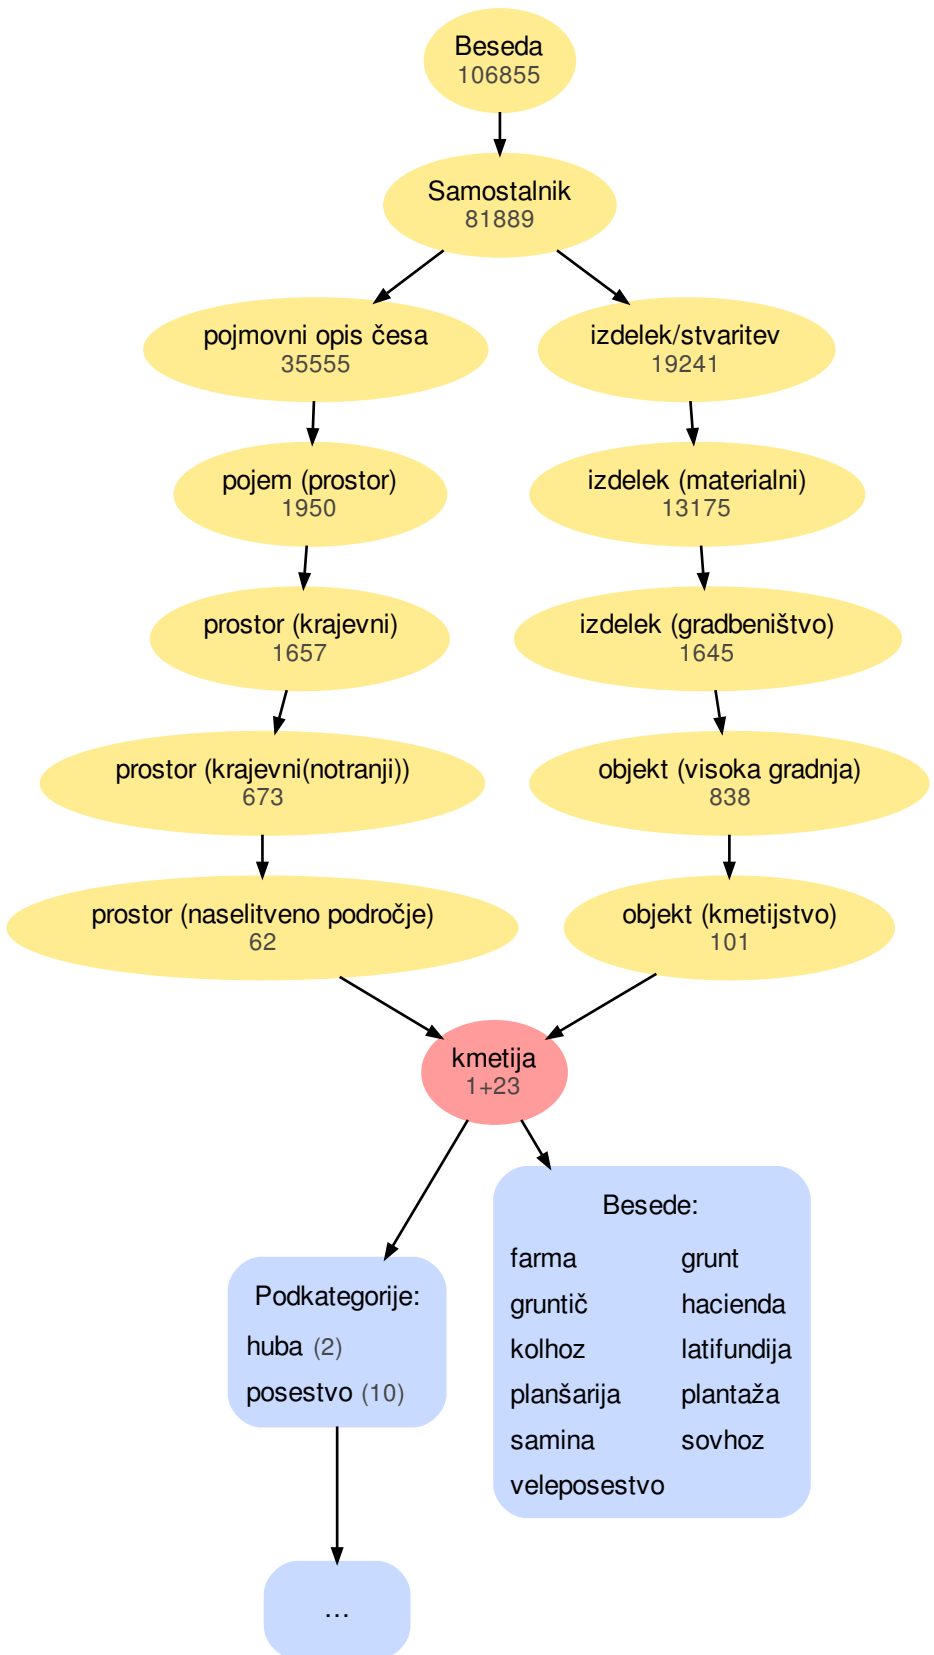 Beseda
106855
Samostalnik
81889
pojmovni opis česa
35555
izdelek/stvaritev
19241
pojem (prostor)
1950
izdelek (materialni)
13175
prostor (krajevni)
1657
izdelek (gradbeništvo)
1645
prostor (krajevni(notranji))
673
objekt (visoka gradnja)
838
prostor (naselitveno področje)
62
objekt (kmetijstvo)
101
kmetija
1+23
Podkategorije:
huba (2)
posestvo (10)
Besede:
farma grunt
gruntič hacienda
kolhoz latifundija
planšarija plantaža
samina sovhoz
veleposestvo
...